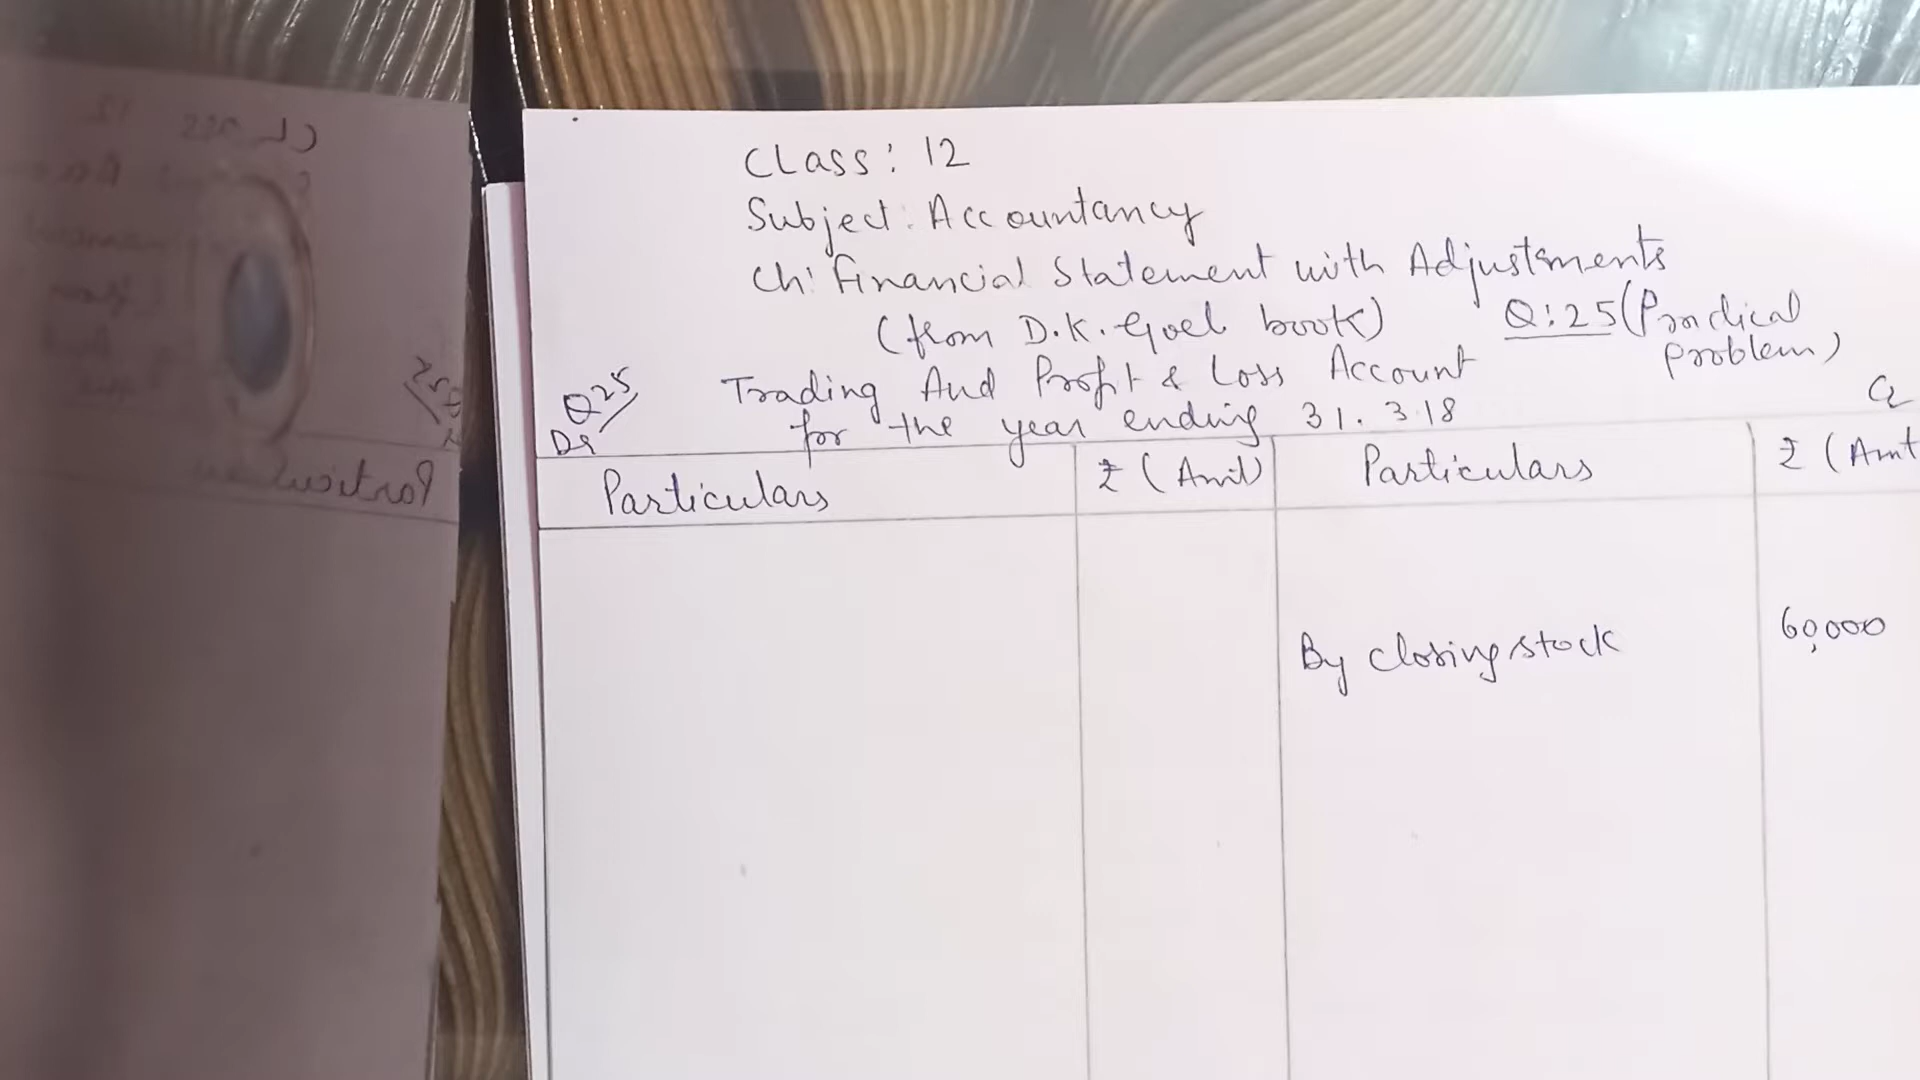 Class: 12
Subject: Accountancy
Ch: Financial Statement with Adjustments
(from D.K. Goel book) Q:25 (Practical Problem)
Q25 Trading And Profit & Loss Account
for the year ending 31.3.18
Dr Cr
Particulars ₹ (Amt) Particulars ₹ (Amt
By closing stock 60,000